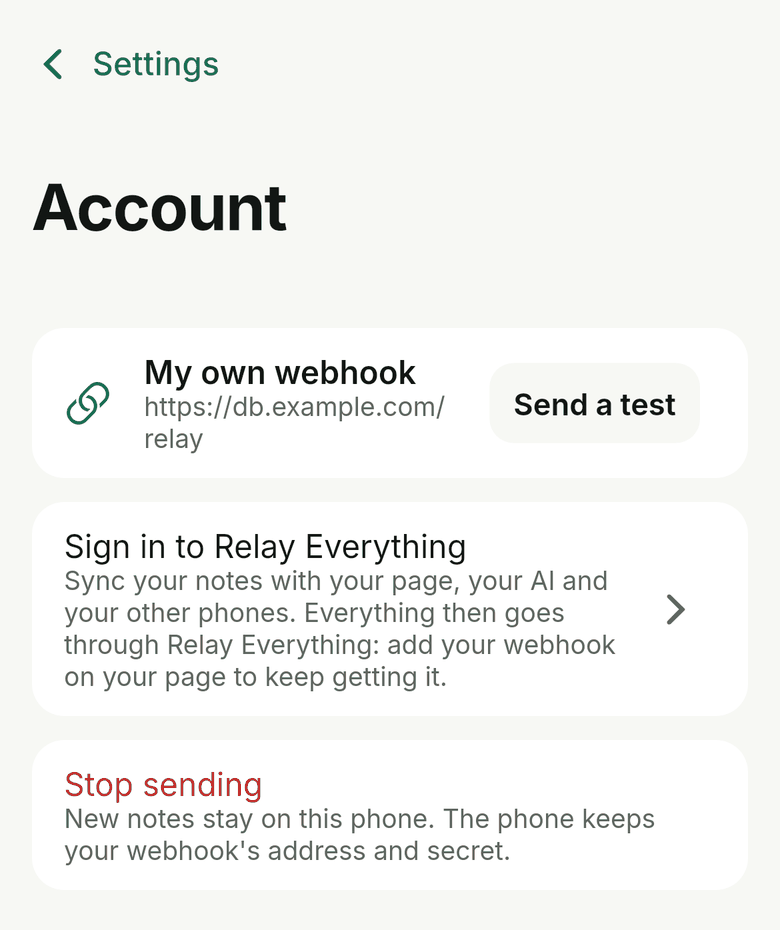 Settings
Account
My own webhook
https://db.example.com/
relay
Send a test
Sign in to Relay Everything
Sync your notes with your page, your AI and
your other phones. Everything then goes
through Relay Everything: add your webhook
on your page to keep getting it.
Stop sending
New notes stay on this phone. The phone keeps
your webhook's address and secret.